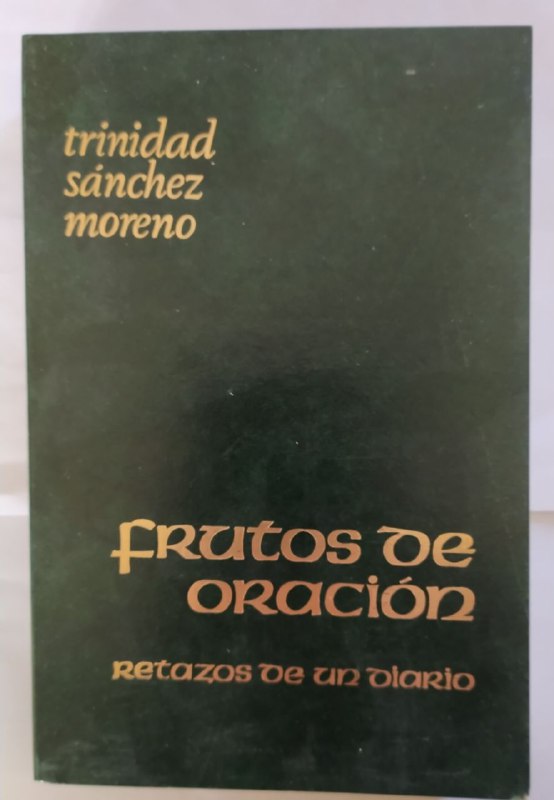 trinidad
sánchez
moreno
frutos de
oración
retazos de un diario